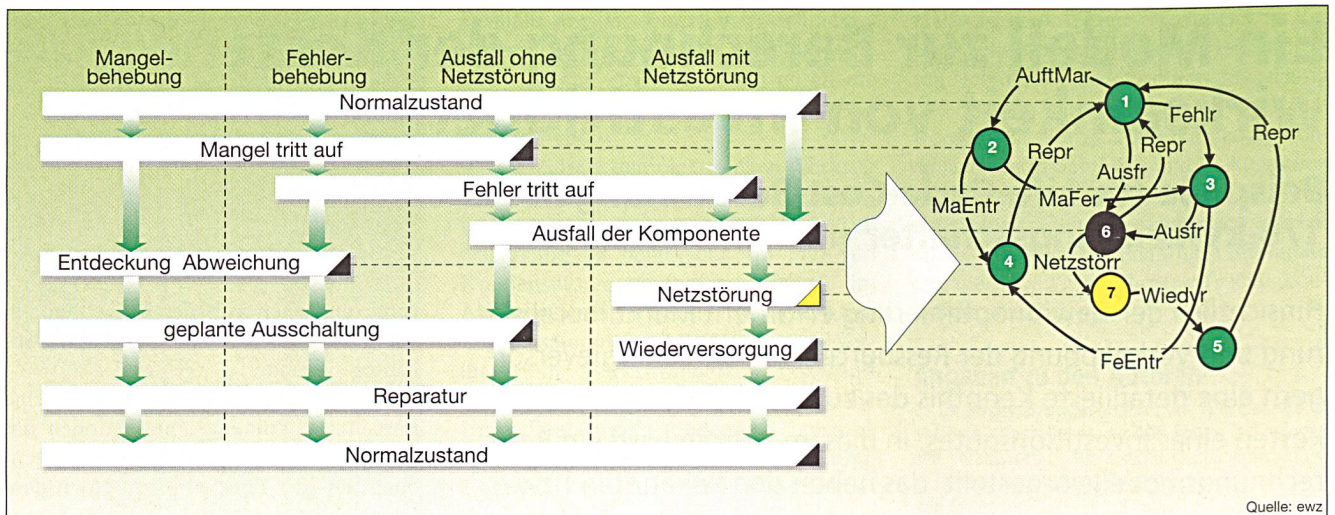 Mangel-
behebung
Fehler-
behebung
Ausfall ohne
Netzstörung
Ausfall mit
Netzstörung
Normalzustand
Mangel tritt auf
Fehler tritt auf
Ausfall der Komponente
Entdeckung Abweichung
Netzstörung
geplante Ausschaltung
Wiederversorgung
Reparatur
Normalzustand
AuftMar
1
Fehlr
Repr
2
Repr
Ausfr
Repr
3
MaEntr
MaFer
6
Ausfr
4
Netzstörr
7
Wiedyr
5
FeEntr
Quelle: ewz